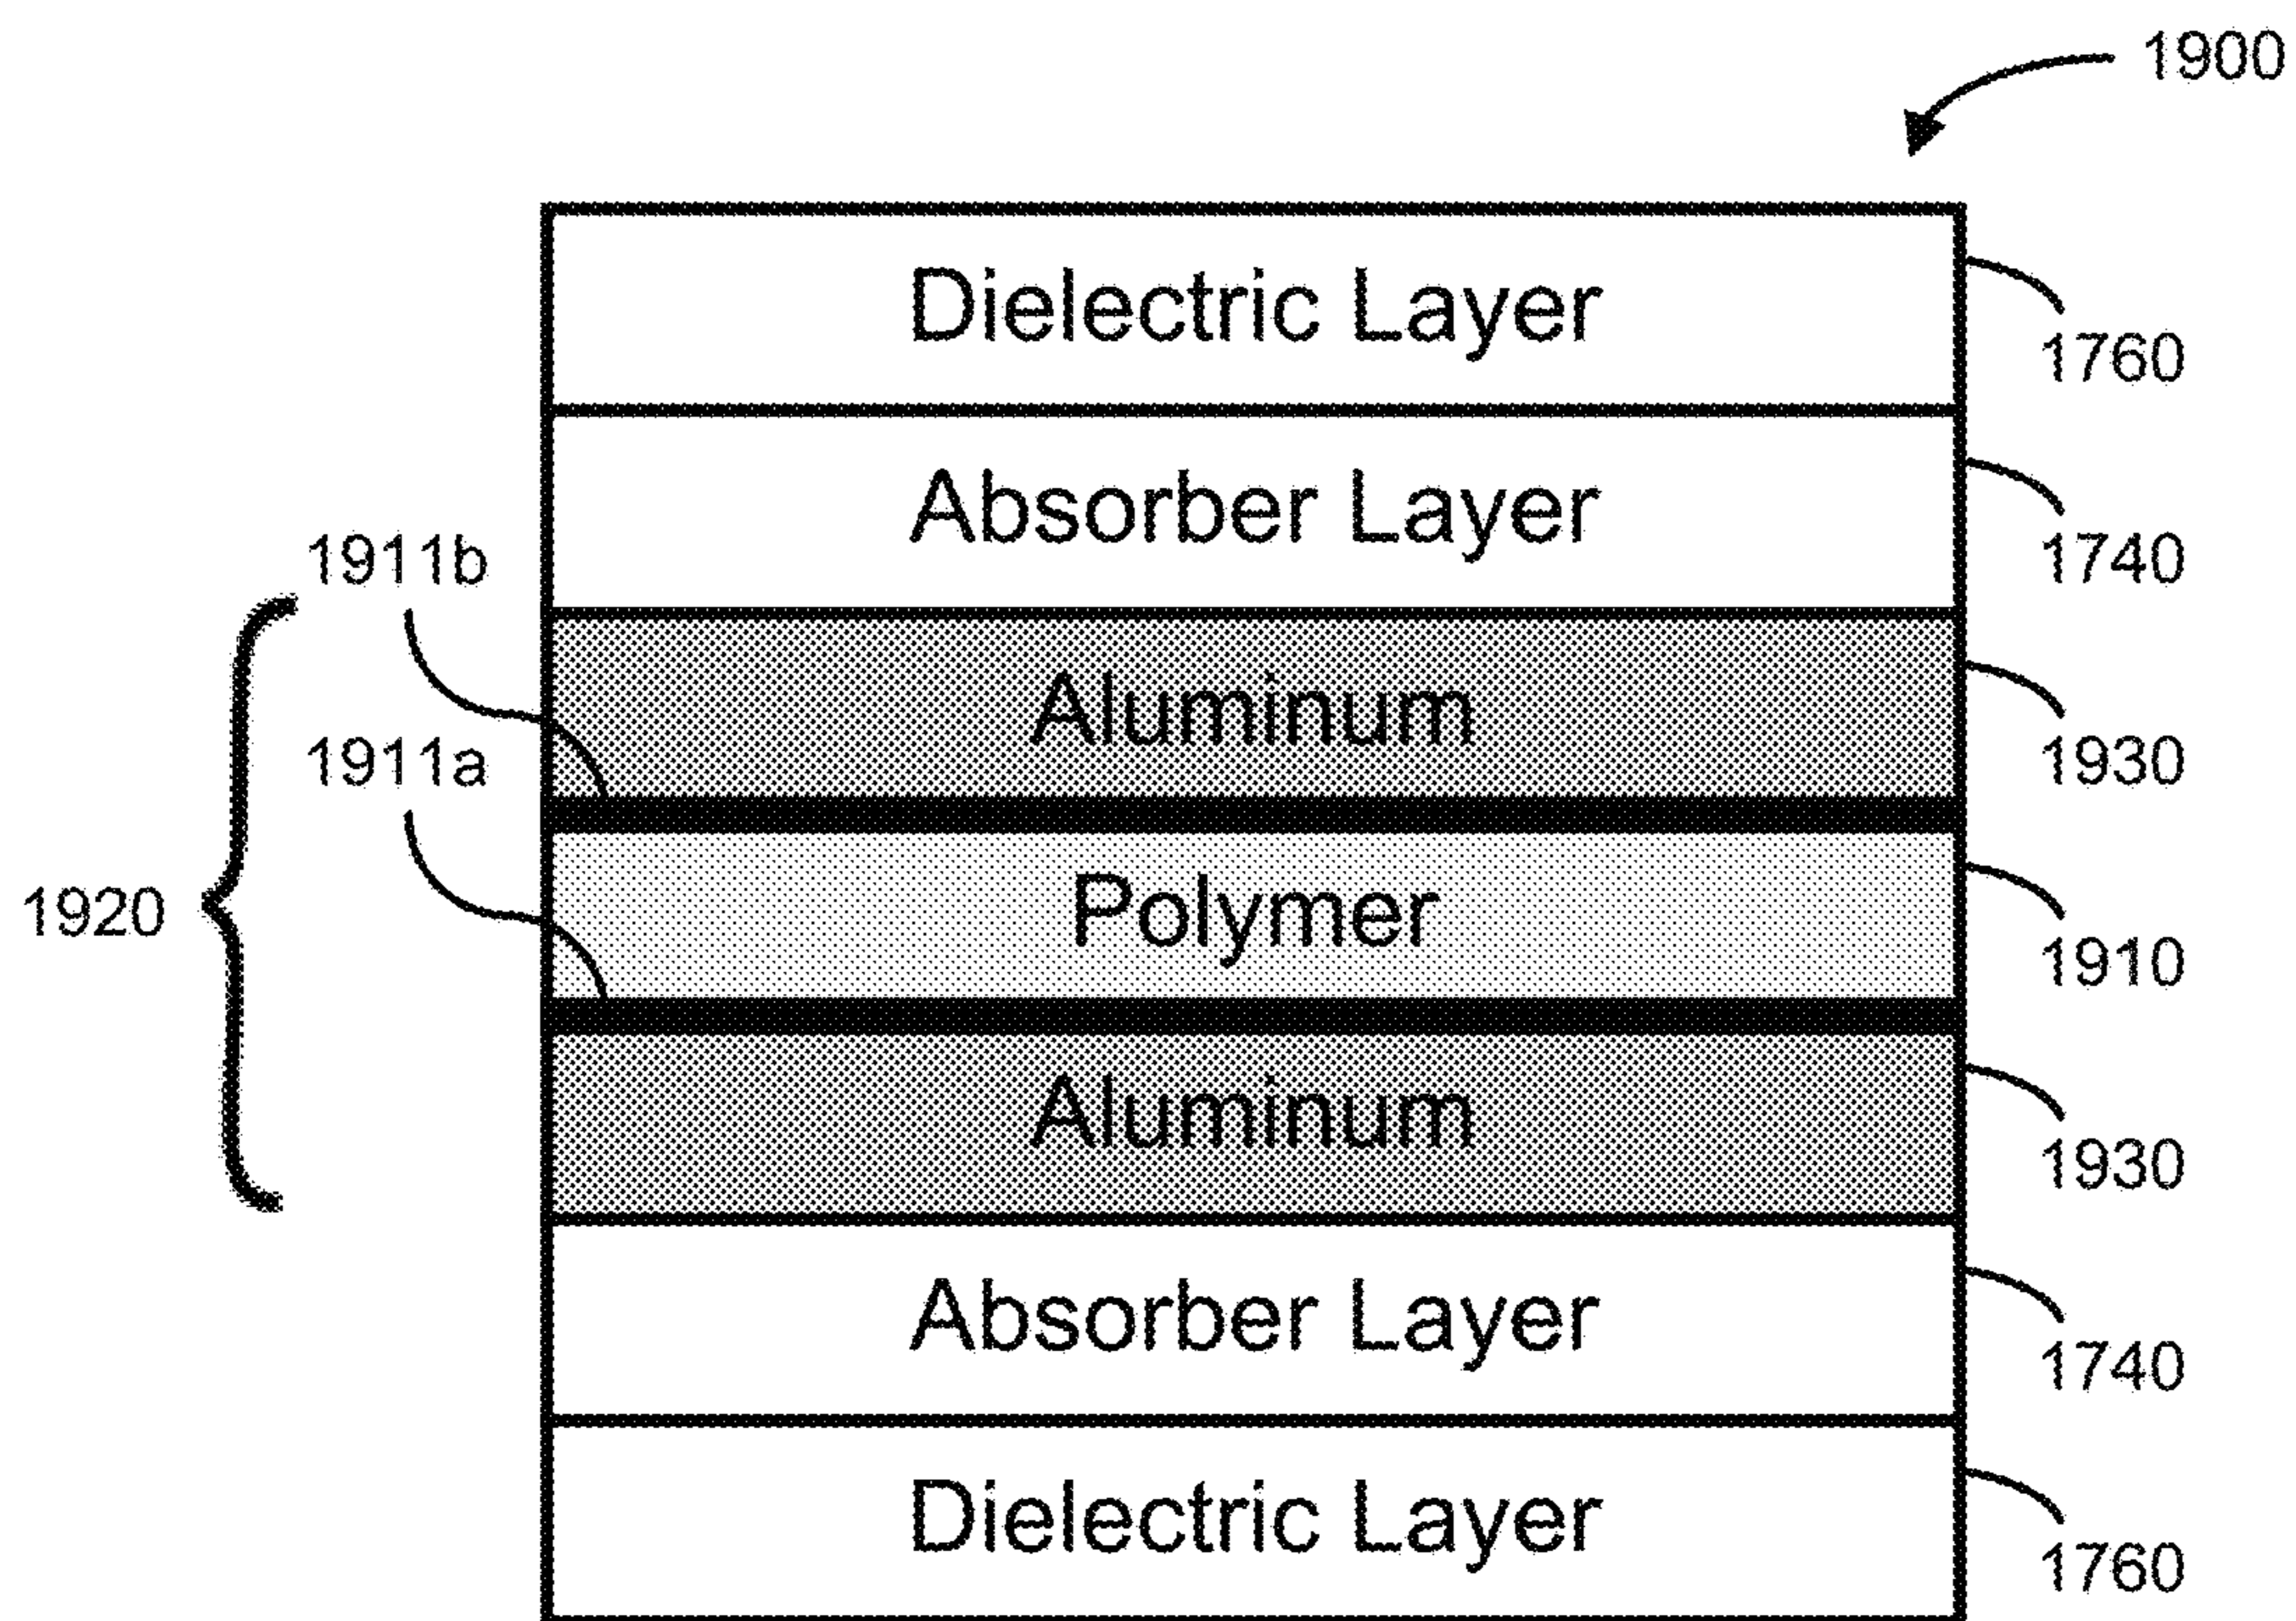 1900
Dielectric Layer
1760
Absorber Layer
1740
1911b
Aluminum
1930
1911a
Polymer
1910
1920
Aluminum
1930
Absorber Layer
1740
Dielectric Layer
1760